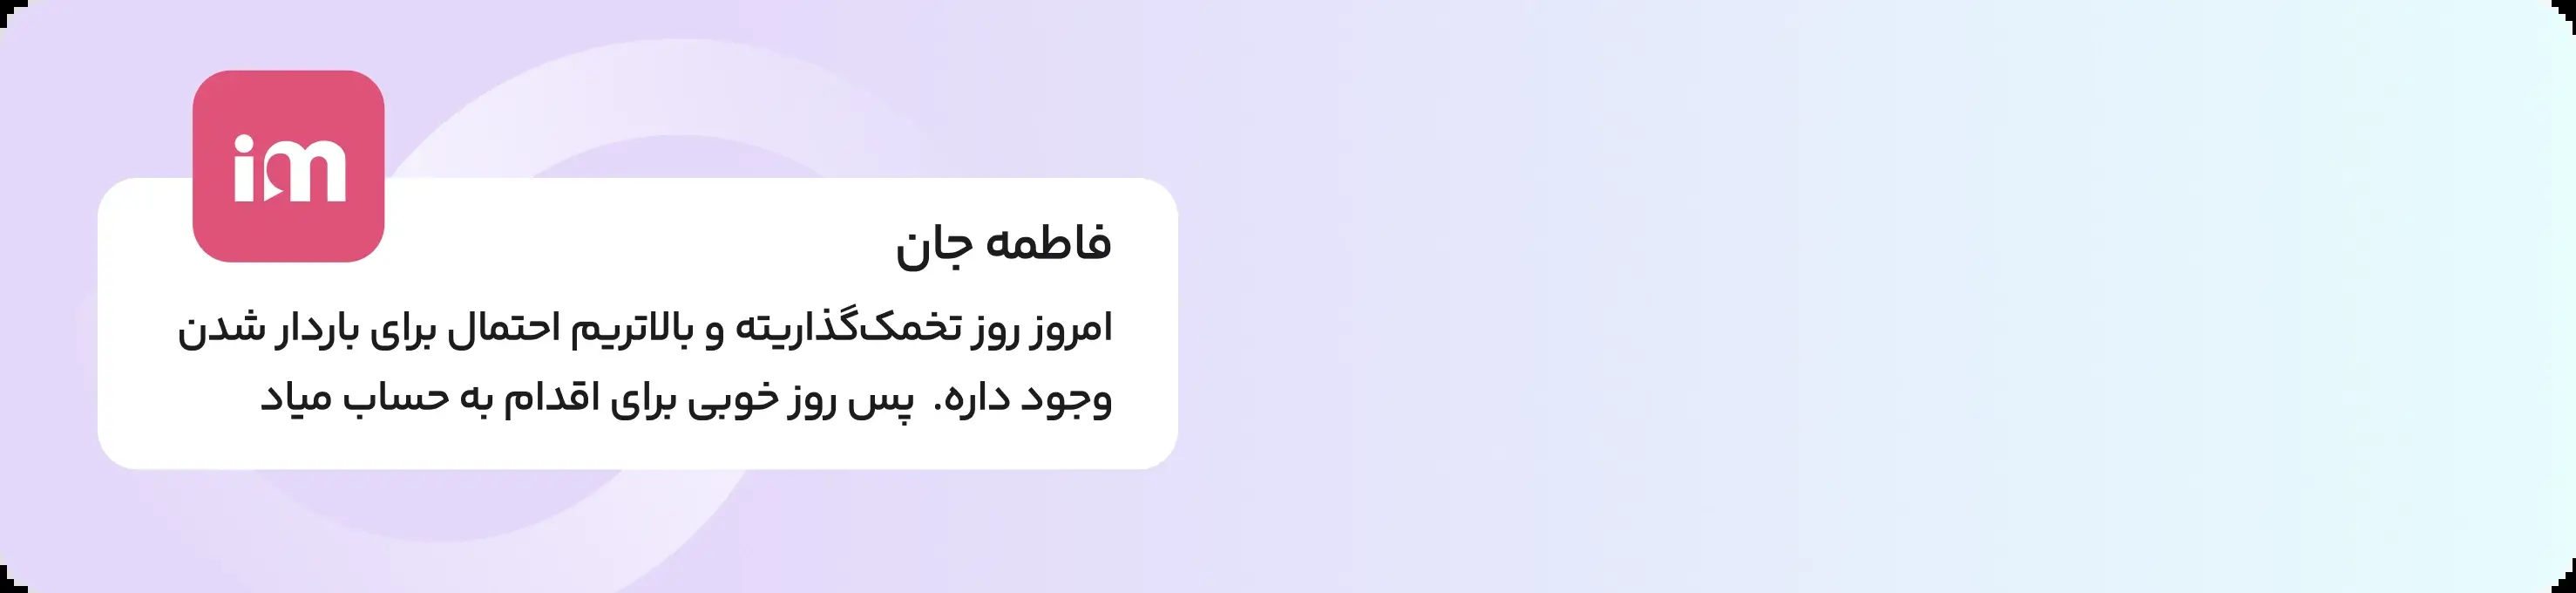 im
فاطمه جان
امروز روز تخمک‌گذاریته و بالاتریم احتمال برای باردار شدن
وجود داره. پس روز خوبی برای اقدام به حساب میاد